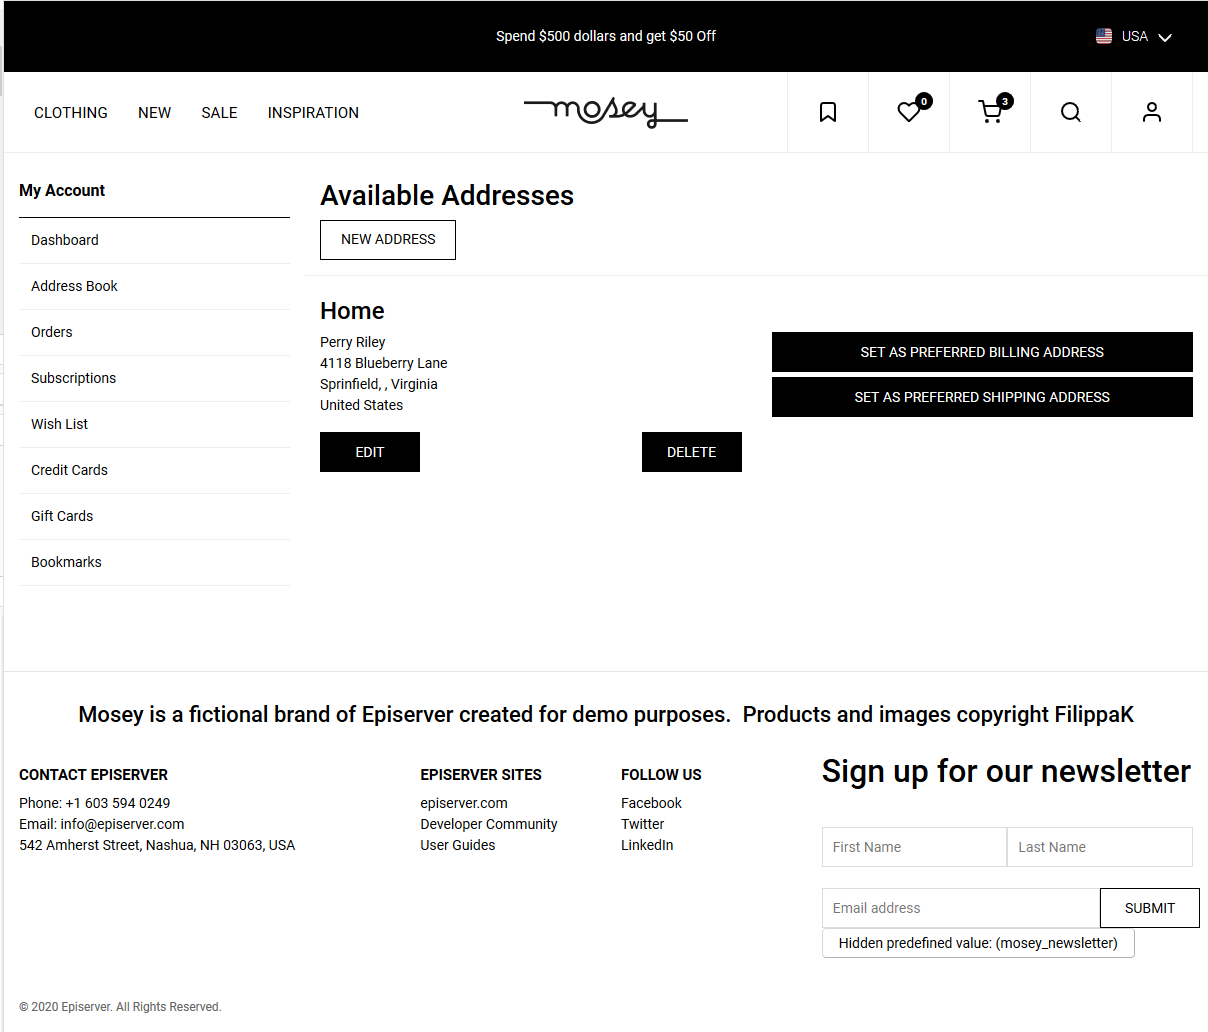 Spend $500 dollars and get $50 Off
USA
CLOTHING NEW SALE INSPIRATION
mosey
0
3
My Account
Dashboard
Address Book
Orders
Subscriptions
Wish List
Credit Cards
Gift Cards
Bookmarks
Available Addresses
NEW ADDRESS
Home
Perry Riley
4118 Blueberry Lane
Sprinfield, , Virginia
United States
SET AS PREFERRED BILLING ADDRESS
SET AS PREFERRED SHIPPING ADDRESS
EDIT
DELETE
Mosey is a fictional brand of Episerver created for demo purposes.  Products and images copyright FilippaK
CONTACT EPISERVER
Phone: +1 603 594 0249
Email: info@episerver.com
542 Amherst Street, Nashua, NH 03063, USA
EPISERVER SITES
episerver.com
Developer Community
User Guides
FOLLOW US
Facebook
Twitter
LinkedIn
Sign up for our newsletter
First Name
Last Name
Email address
SUBMIT
Hidden predefined value: (mosey_newsletter)
© 2020 Episerver. All Rights Reserved.